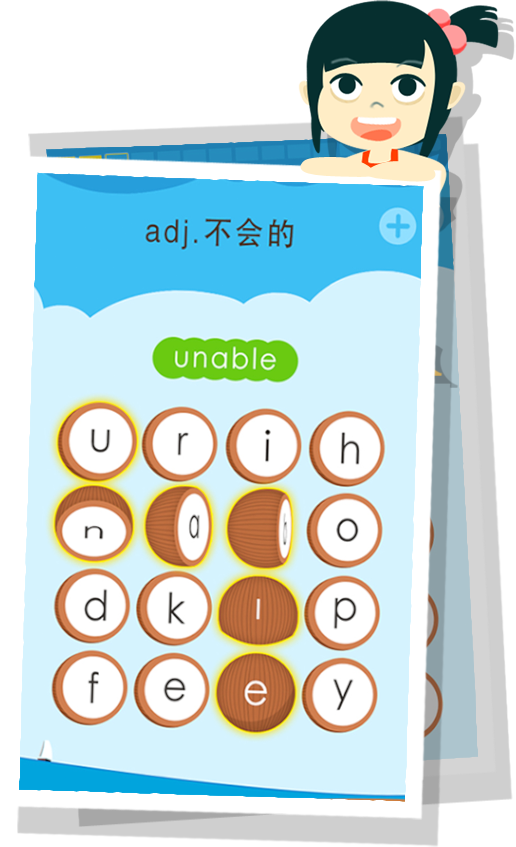 adj.不会的
unable
u r i h
n a b o
d k l p
f e e y